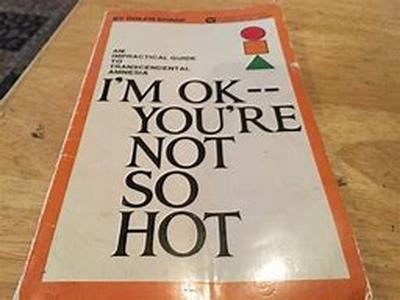 AN
IMPRACTICAL GUIDE
TO
TRANSCENDENTAL
AMNESIA
I'M OK--
YOU'RE
NOT
SO
HOT